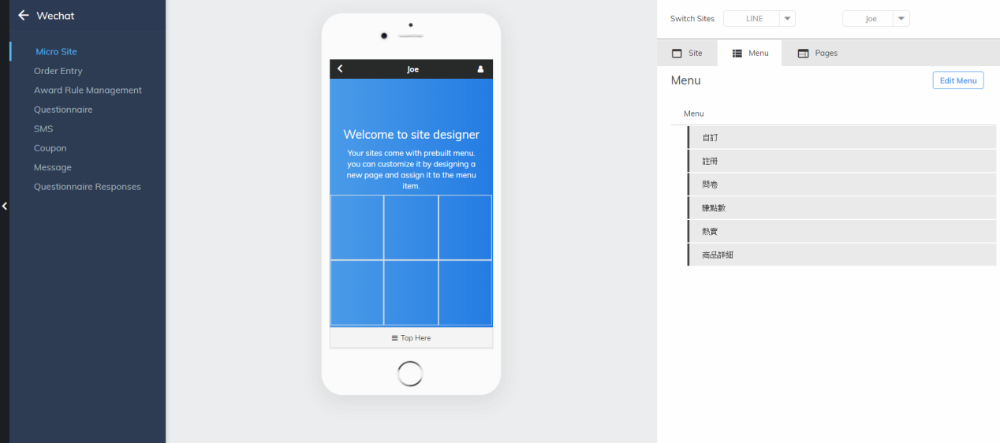 Wechat
Micro Site
Order Entry
Award Rule Management
Questionnaire
SMS
Coupon
Message
Questionnaire Responses
Joe
Welcome to site designer
Your sites come with prebuilt menu.
you can customize it by designing a
new page and assign it to the menu
item.
Tap Here
Switch Sites
LINE
Joe
Site
Menu
Pages
Menu
Edit Menu
Menu
自訂
註冊
問卷
賺點數
熱賣
商品詳細